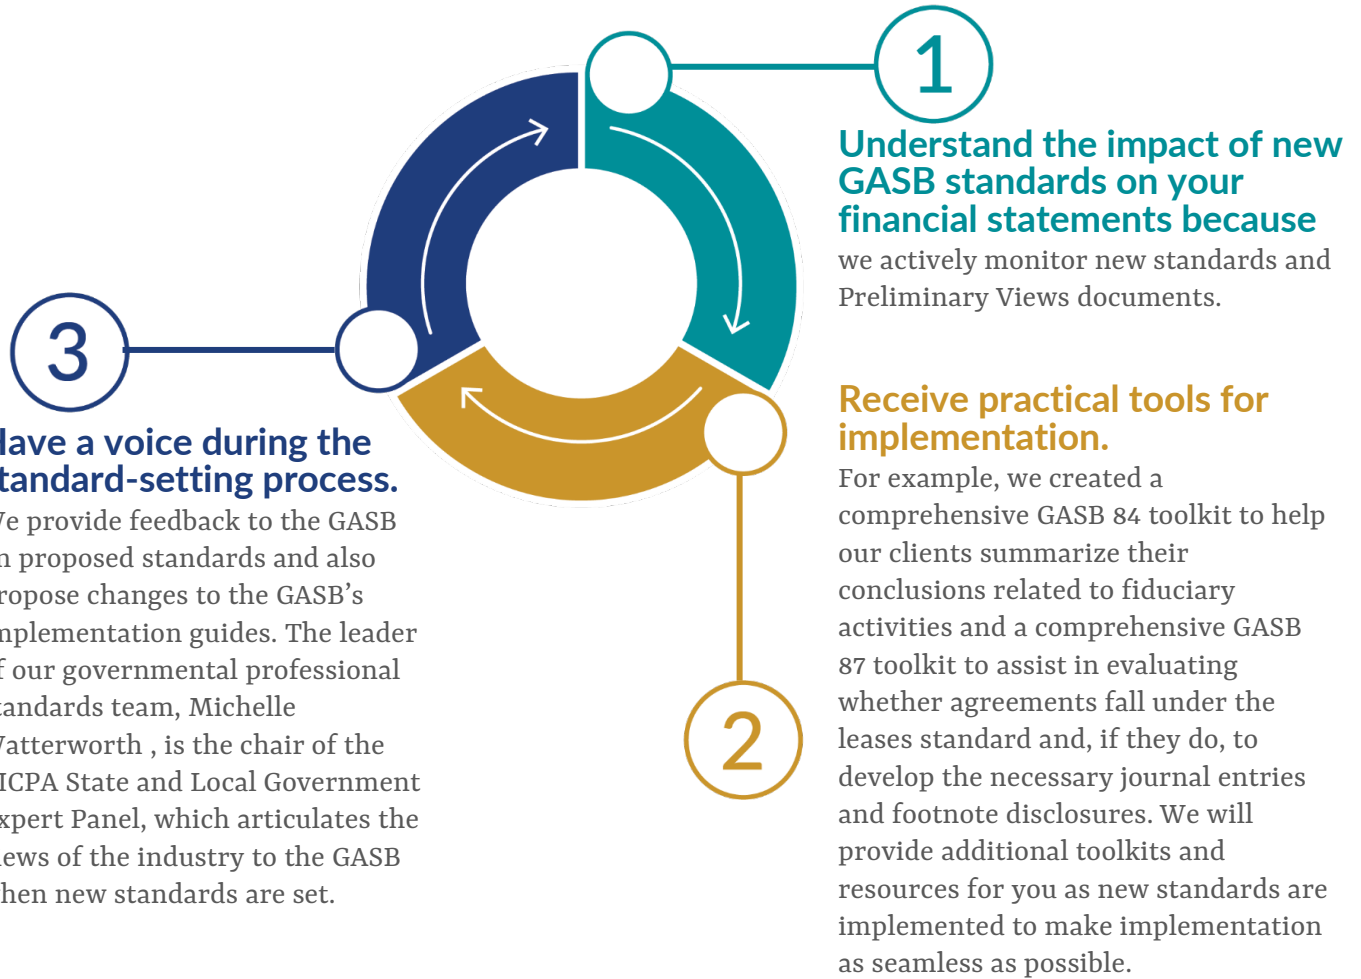 1
Understand the impact of new
GASB standards on your
financial statements because
we actively monitor new standards and
Preliminary Views documents.
Receive practical tools for
implementation.
For example, we created a
comprehensive GASB 84 toolkit to help
our clients summarize their
conclusions related to fiduciary
activities and a comprehensive GASB
87 toolkit to assist in evaluating
whether agreements fall under the
leases standard and, if they do, to
develop the necessary journal entries
and footnote disclosures. We will
provide additional toolkits and
resources for you as new standards are
implemented to make implementation
as seamless as possible.
2
3
Have a voice during the
tandard-setting process.
We provide feedback to the GASB
n proposed standards and also
ropose changes to the GASB’s
mplementation guides. The leader
f our governmental professional
tandards team, Michelle
Watterworth , is the chair of the
ICPA State and Local Government
xpert Panel, which articulates the
iews of the industry to the GASB
hen new standards are set.